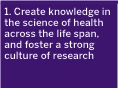 1. Create knowledge in
the science of health
across the life span,
and foster a strong
culture of research